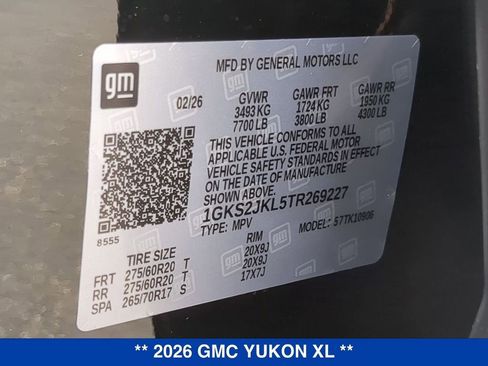 gm
MFD BY GENERAL MOTORS LLC
02/26 GVWR GAWR FRT GAWR RR
3493 KG 1724 KG 1950 KG
7700 LB 3800 LB 4300 LB
THIS VEHICLE CONFORMS TO ALL
APPLICABLE U.S. FEDERAL MOTOR
VEHICLE SAFETY STANDARDS IN EFFECT
ON THE DATE OF MANUFACTURE
SHOWN ABOVE.
1GKS2JKL5TR269227
TYPE: MPV MODEL: 57TK10906
8555
TIRE SIZE RIM
FRT 275/60R20 T 20X9J
RR 275/60R20 T 20X9J
SPA 265/70R17 S 17X7J
** 2026 GMC YUKON XL **